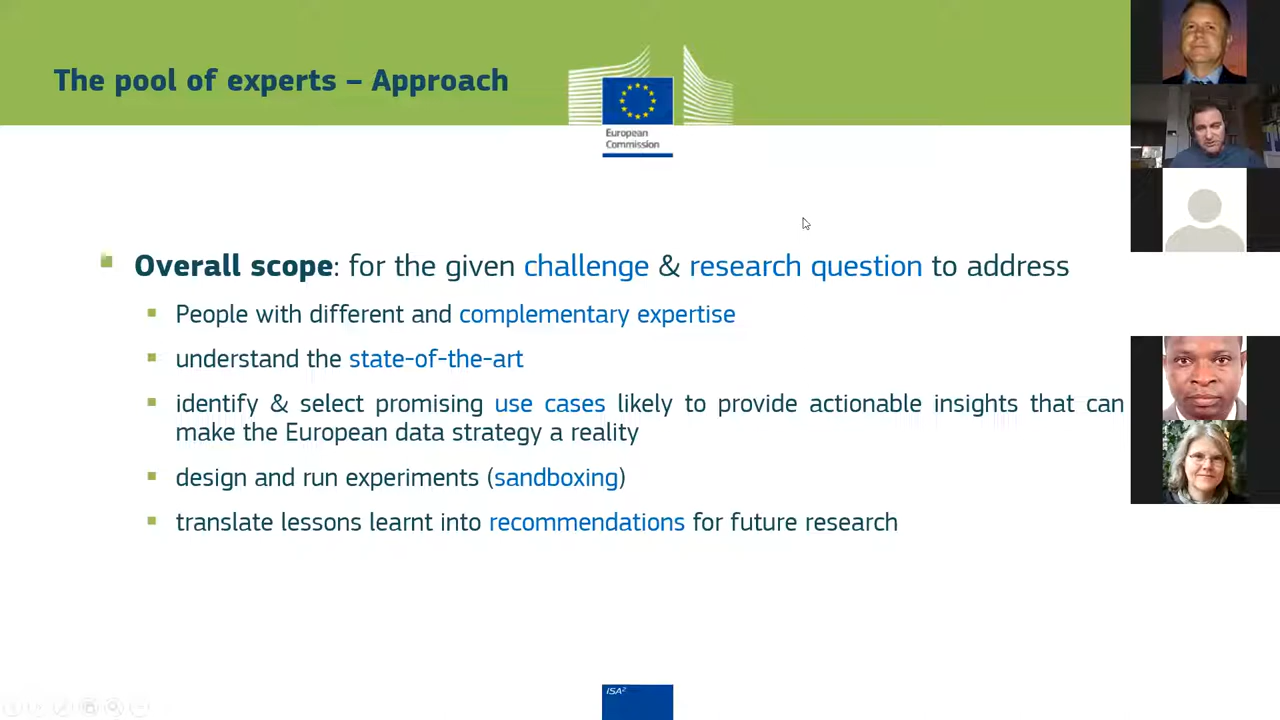 The pool of experts – Approach
European
Commission
Overall scope: for the given challenge & research question to address
People with different and complementary expertise
understand the state-of-the-art
identify & select promising use cases likely to provide actionable insights that can
make the European data strategy a reality
design and run experiments (sandboxing)
translate lessons learnt into recommendations for future research
ISA²